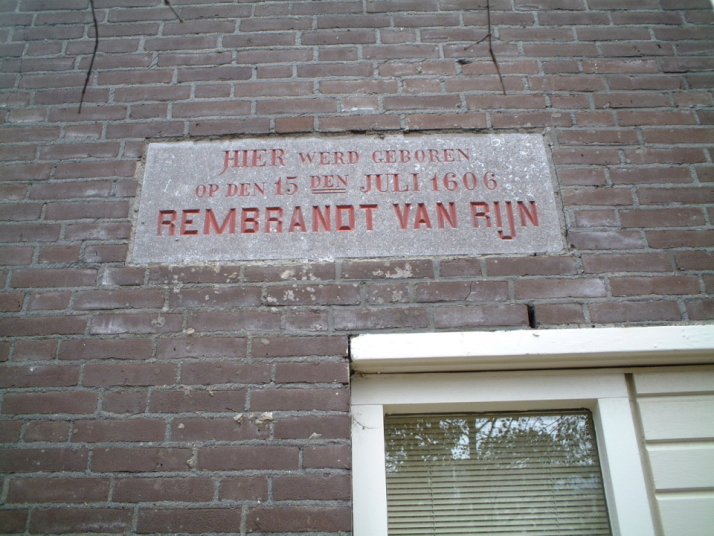 HIER WERD GEBOREN
OP DEN 15 DEN JULI 1606
REMBRANDT VAN RIJN